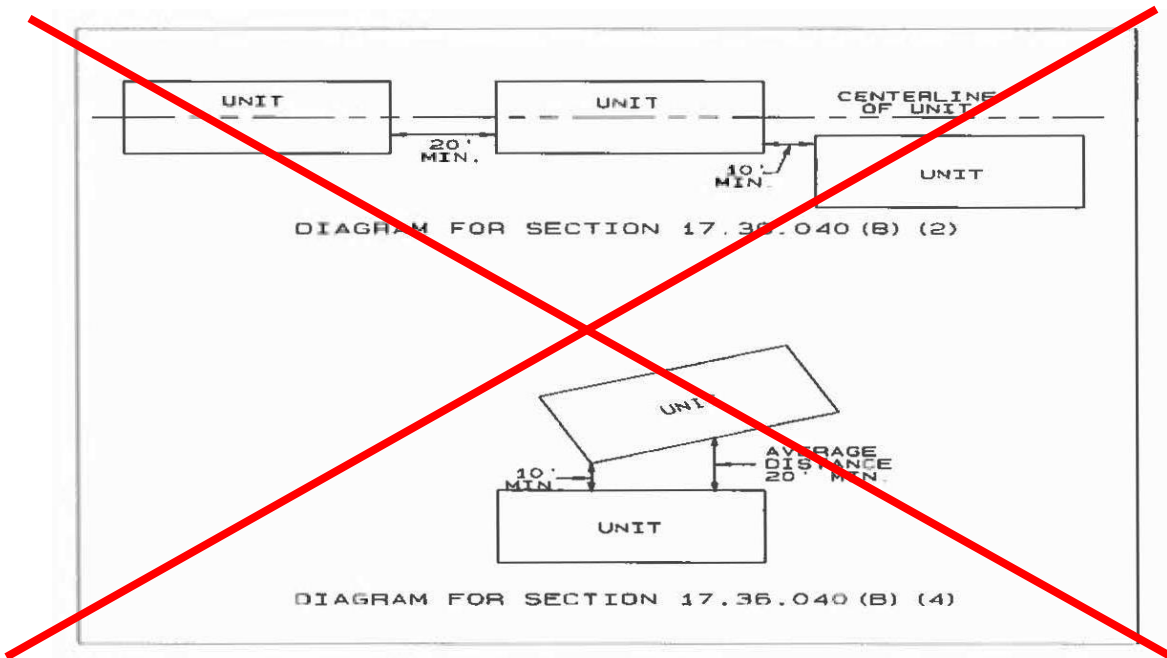 UNIT
UNIT
CENTERLINE
OF UNIT
20'
MIN.
10'
MIN.
UNIT
DIAGRAM FOR SECTION 17.36.040 (B) (2)
UNIT
10'
MIN.
AVERAGE
DISTANCE
20' MIN.
UNIT
DIAGRAM FOR SECTION 17.36.040 (B) (4)